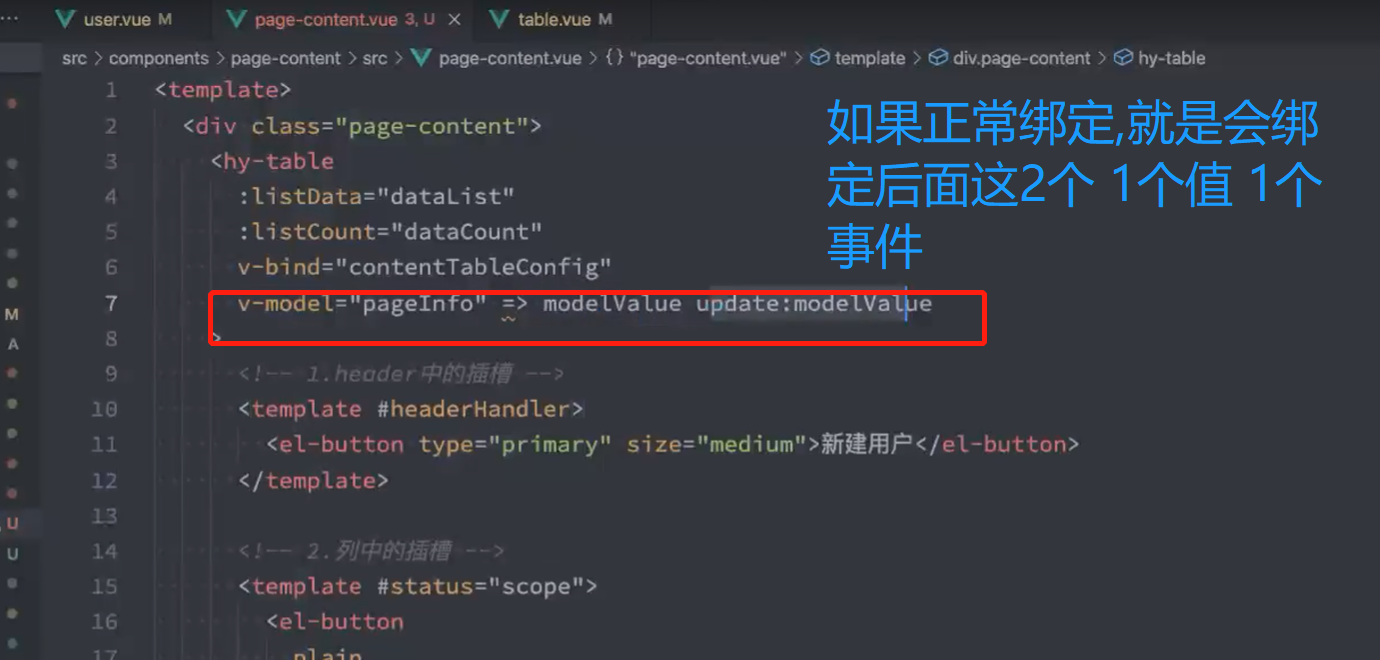 ... user.vue M page-content.vue 3, U × table.vue M
src > components > page-content > src > page-content.vue > {} "page-content.vue" > template > div.page-content > hy-table
1 <template>
2 <div class="page-content">
3 <hy-table
4 :listData="dataList"
5 :listCount="dataCount"
6 v-bind="contentTableConfig"
7 v-model="pageInfo" => modelValue update:modelValue
8 >
9 <!-- 1.header中的插槽 -->
10 <template #headerHandler>
11 <el-button type="primary" size="medium">新建用户</el-button>
12 </template>
13
14 <!-- 2.列中的插槽 -->
15 <template #status="scope">
16 <el-button
17 plain
如果正常绑定,就是会绑
定后面这2个 1个值 1个
事件
M
A
U
U